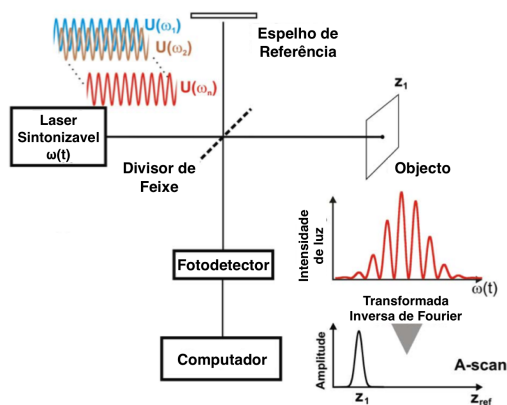 Espelho de
Referência
U(ω1)
U(ω2)
U(ωn)
z1
Laser
Sintonizavel
ω(t)
Divisor de
Feixe
Objecto
Intensidade
de luz
ω(t)
Fotodetector
Transformada
Inversa de Fourier
Computador
Amplitude
A-scan
z1
zref